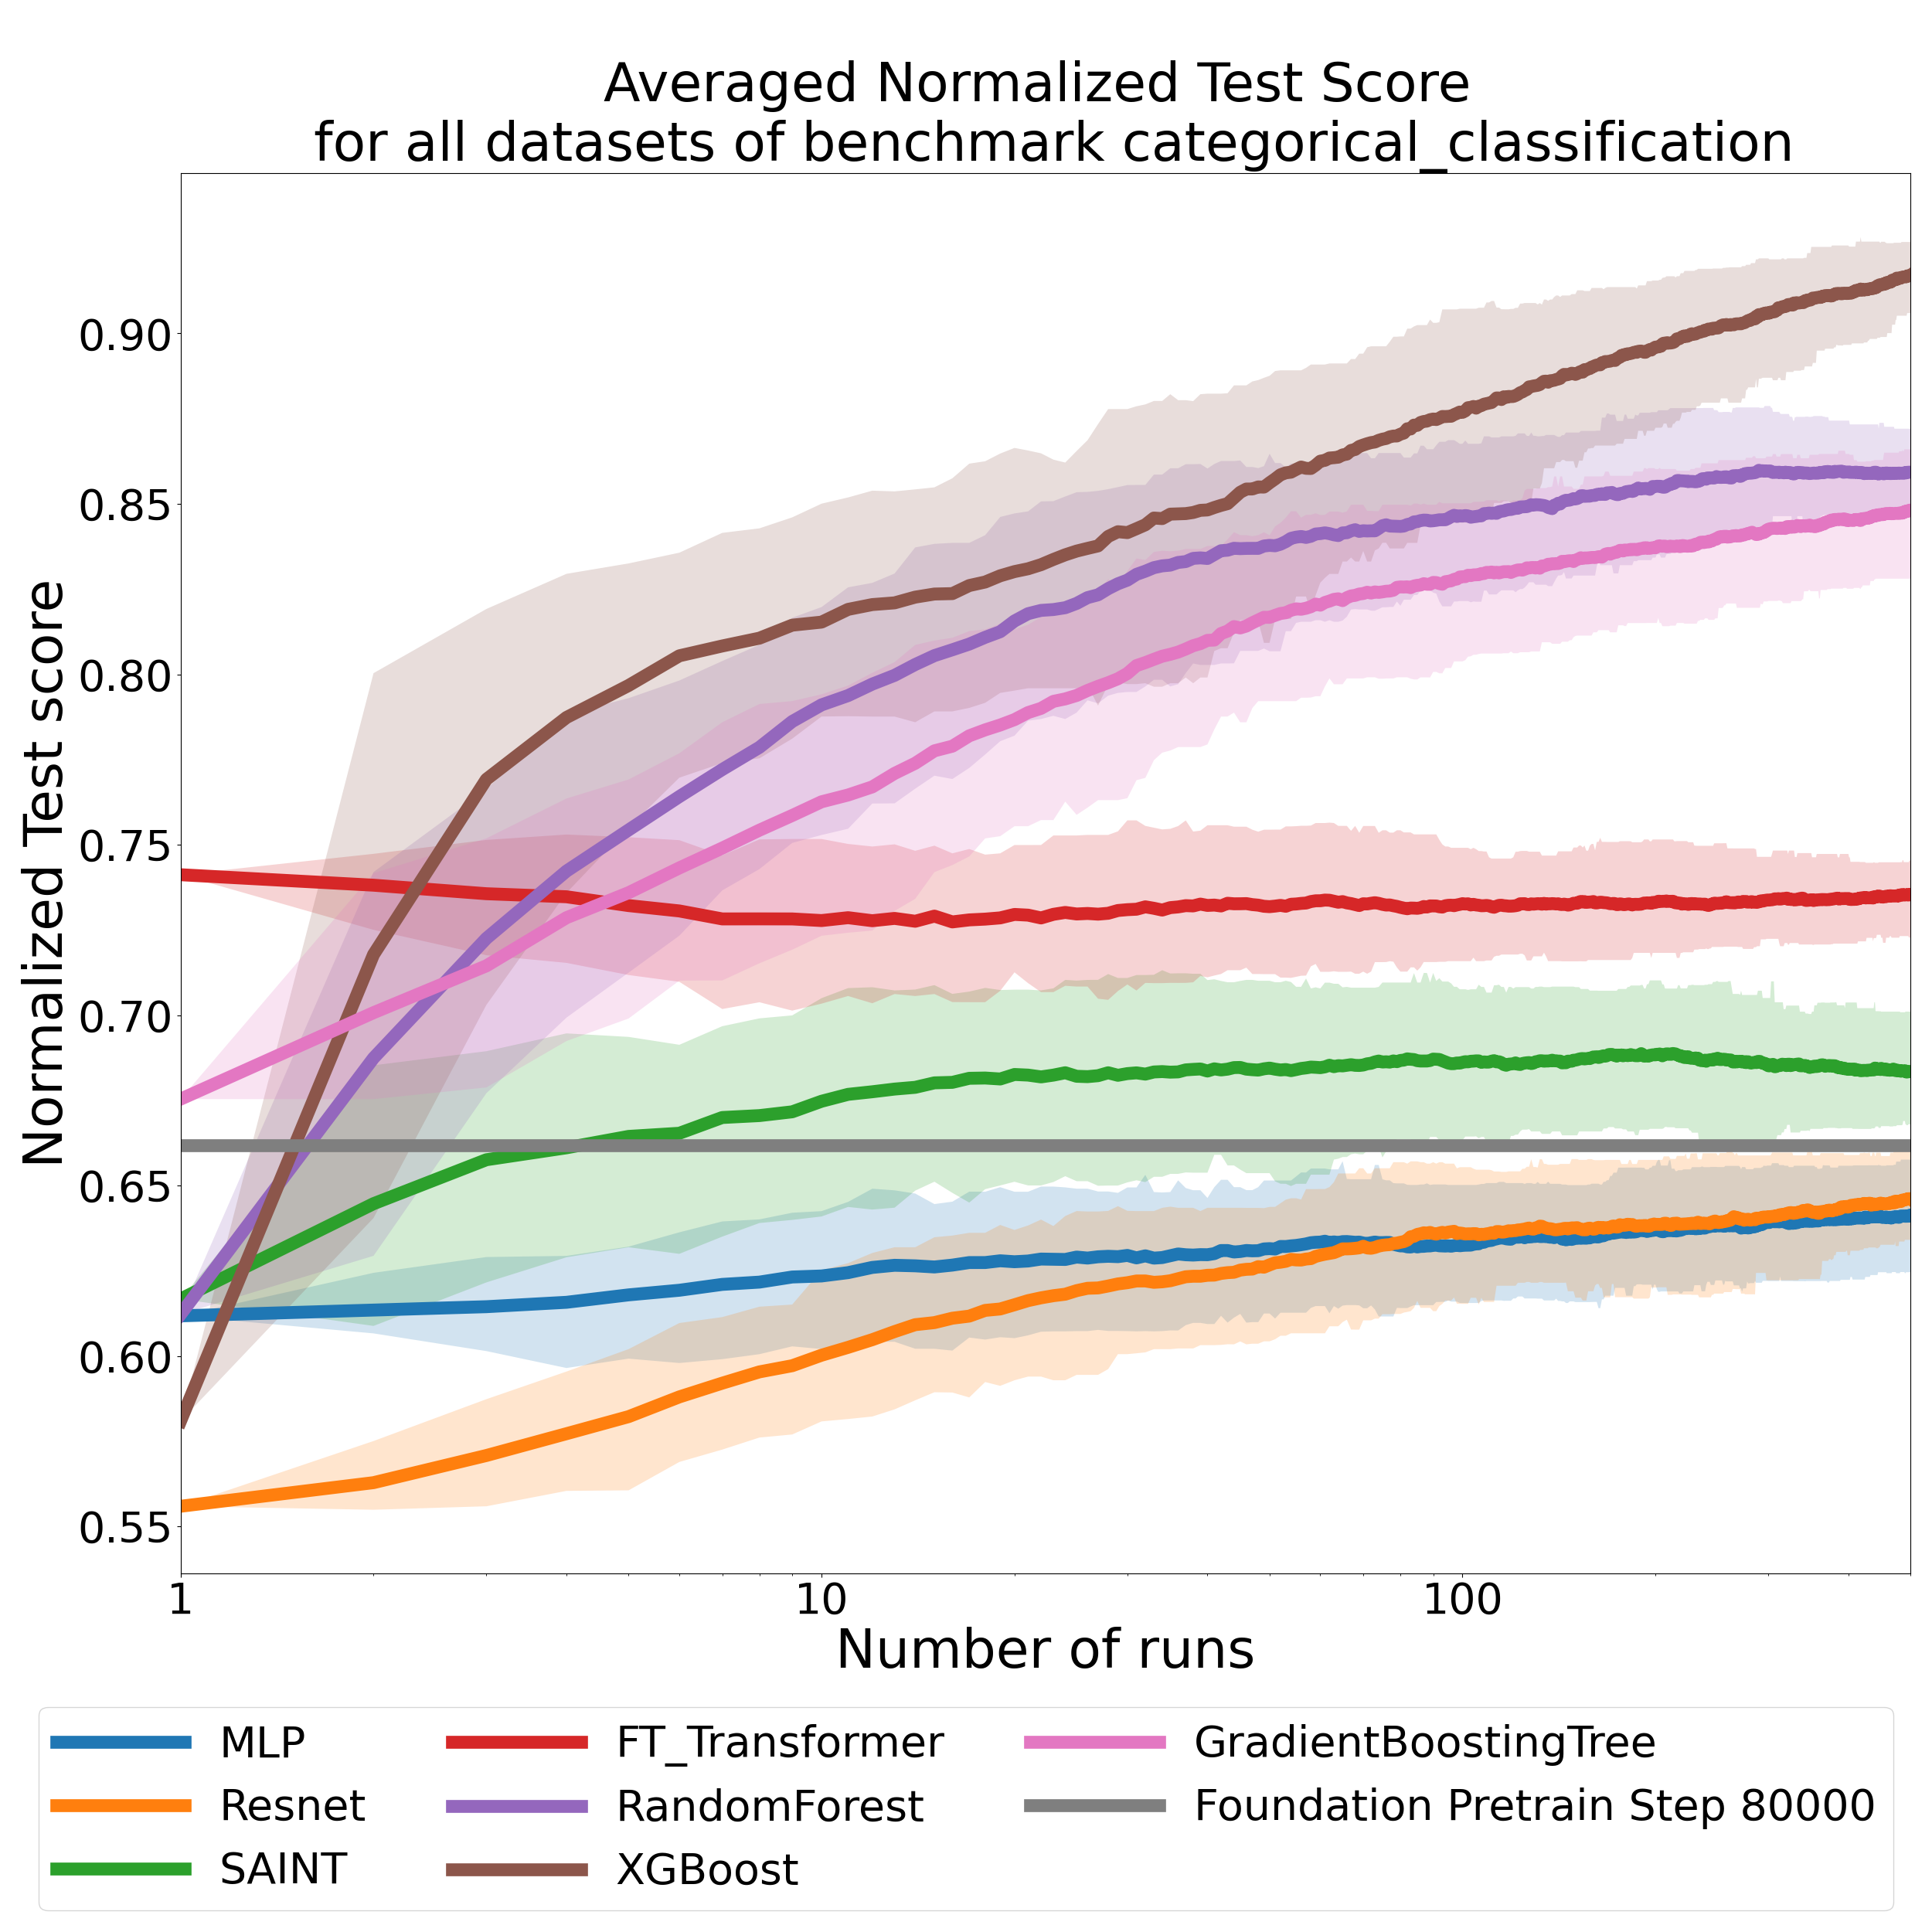 Averaged Normalized Test Score
for all datasets of benchmark categorical_classification
Normalized Test score
0.90
0.85
0.80
0.75
0.70
0.65
0.60
0.55
1
10
100
Number of runs
MLP
Resnet
SAINT
FT_Transformer
RandomForest
XGBoost
GradientBoostingTree
Foundation Pretrain Step 80000